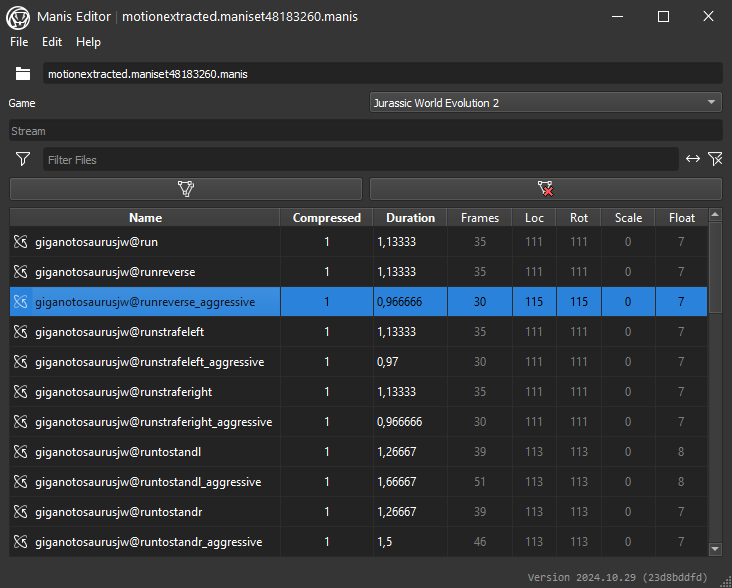 Manis Editor | motionextracted.maniset48183260.manis
File Edit Help
motionextracted.maniset48183260.manis
Game Jurassic World Evolution 2
Stream
Filter Files
Name Compressed Duration Frames Loc Rot Scale Float
giganotosaurusjw@run 1 1,13333 35 111 111 0 7
giganotosaurusjw@runreverse 1 1,13333 35 111 111 0 7
giganotosaurusjw@runreverse_aggressive 1 0,966666 30 115 115 0 7
giganotosaurusjw@runstrafeleft 1 1,13333 35 111 111 0 7
giganotosaurusjw@runstrafeleft_aggressive 1 0,97 30 111 111 0 7
giganotosaurusjw@runstraferight 1 1,13333 35 111 111 0 7
giganotosaurusjw@runstraferight_aggressive 1 0,966666 30 111 111 0 7
giganotosaurusjw@runtostandl 1 1,26667 39 113 113 0 8
giganotosaurusjw@runtostandl_aggressive 1 1,66667 51 113 113 0 8
giganotosaurusjw@runtostandr 1 1,26667 39 113 113 0 7
giganotosaurusjw@runtostandr_aggressive 1 1,5 46 113 113 0 7
Version 2024.10.29 (23d8bddfd)